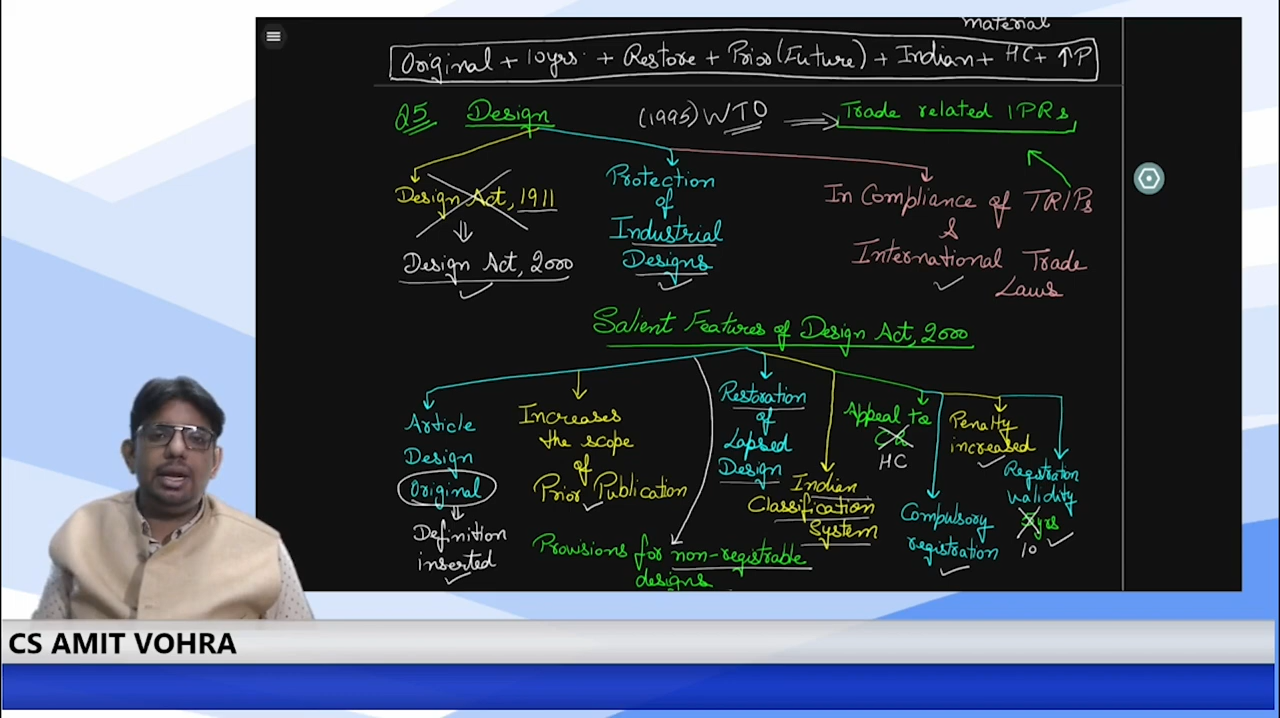 material
Original + 10yrs. + Restore + Prior (Future) + Indian + HC + ↑P
25 Design (1995) WTO ⟹ Trade related IPRs
Design Act, 1911
⇓
Design Act, 2000
Protection
of
Industrial
Designs
In Compliance of TRIPs
&
International Trade
Laws
Salient Features of Design Act, 2000
Article
Design
Original
Definition
inserted
Increases
the scope
of
Prior Publication
Provisions for non-registrable
designs
Restoration
of
Lapsed
Design
Indian
Classification
System
Appeal to
HC
Compulsory
registration
Penalty
increased
Registration
Validity
yrs
10
CS AMIT VOHRA